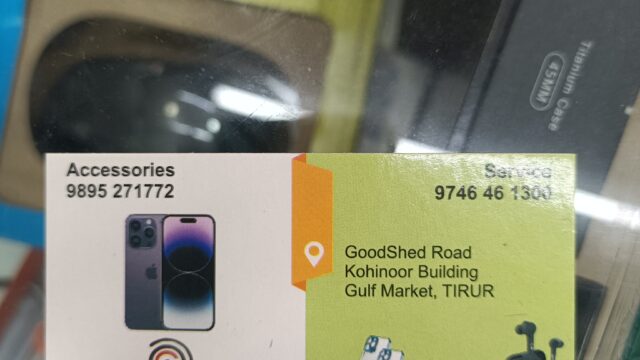 Titanium Case
45MM
Accessories
9895 271772
Service
9746 46 1300
GoodShed Road
Kohinoor Building
Gulf Market, TIRUR